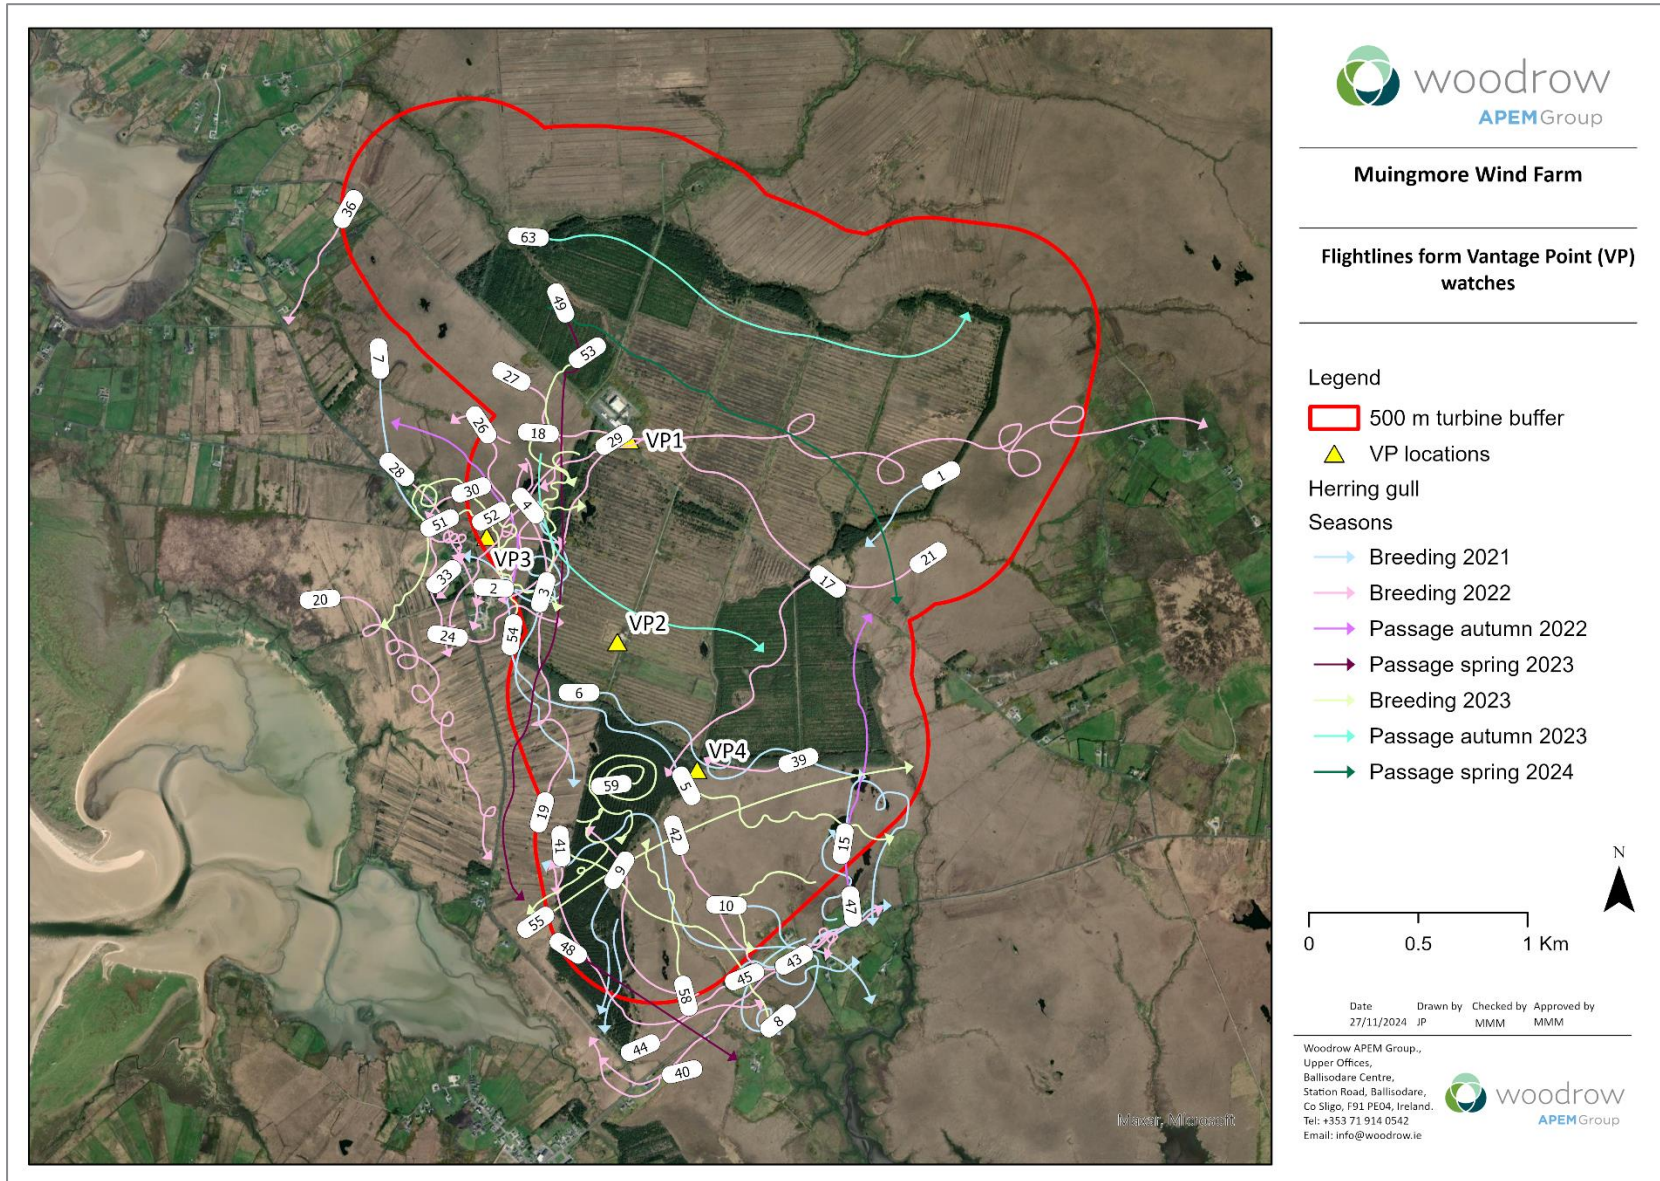 36
63
49
53
7
27
26
18
29
VP1
28
30
4
1
51
52
VP3
33
2
3
21
17
20
24
54
VP2
6
VP4
39
5
59
19
41
42
15
9
10
47
55
48
43
45
58
8
44
40
Maxar, Microsoft
woodrow
APEMGroup
Muingmore Wind Farm
Flightlines form Vantage Point (VP)
watches
Legend
500 m turbine buffer
VP locations
Herring gull
Seasons
Breeding 2021
Breeding 2022
Passage autumn 2022
Passage spring 2023
Breeding 2023
Passage autumn 2023
Passage spring 2024
N
0 0.5 1 Km
Date Drawn by Checked by Approved by
27/11/2024 JP MMM MMM
Woodrow APEM Group.,
Upper Offices,
Ballisodare Centre,
Station Road, Ballisodare,
Co Sligo, F91 PE04, Ireland.
Tel: +353 71 914 0542
Email: info@woodrow.ie
woodrow
APEMGroup